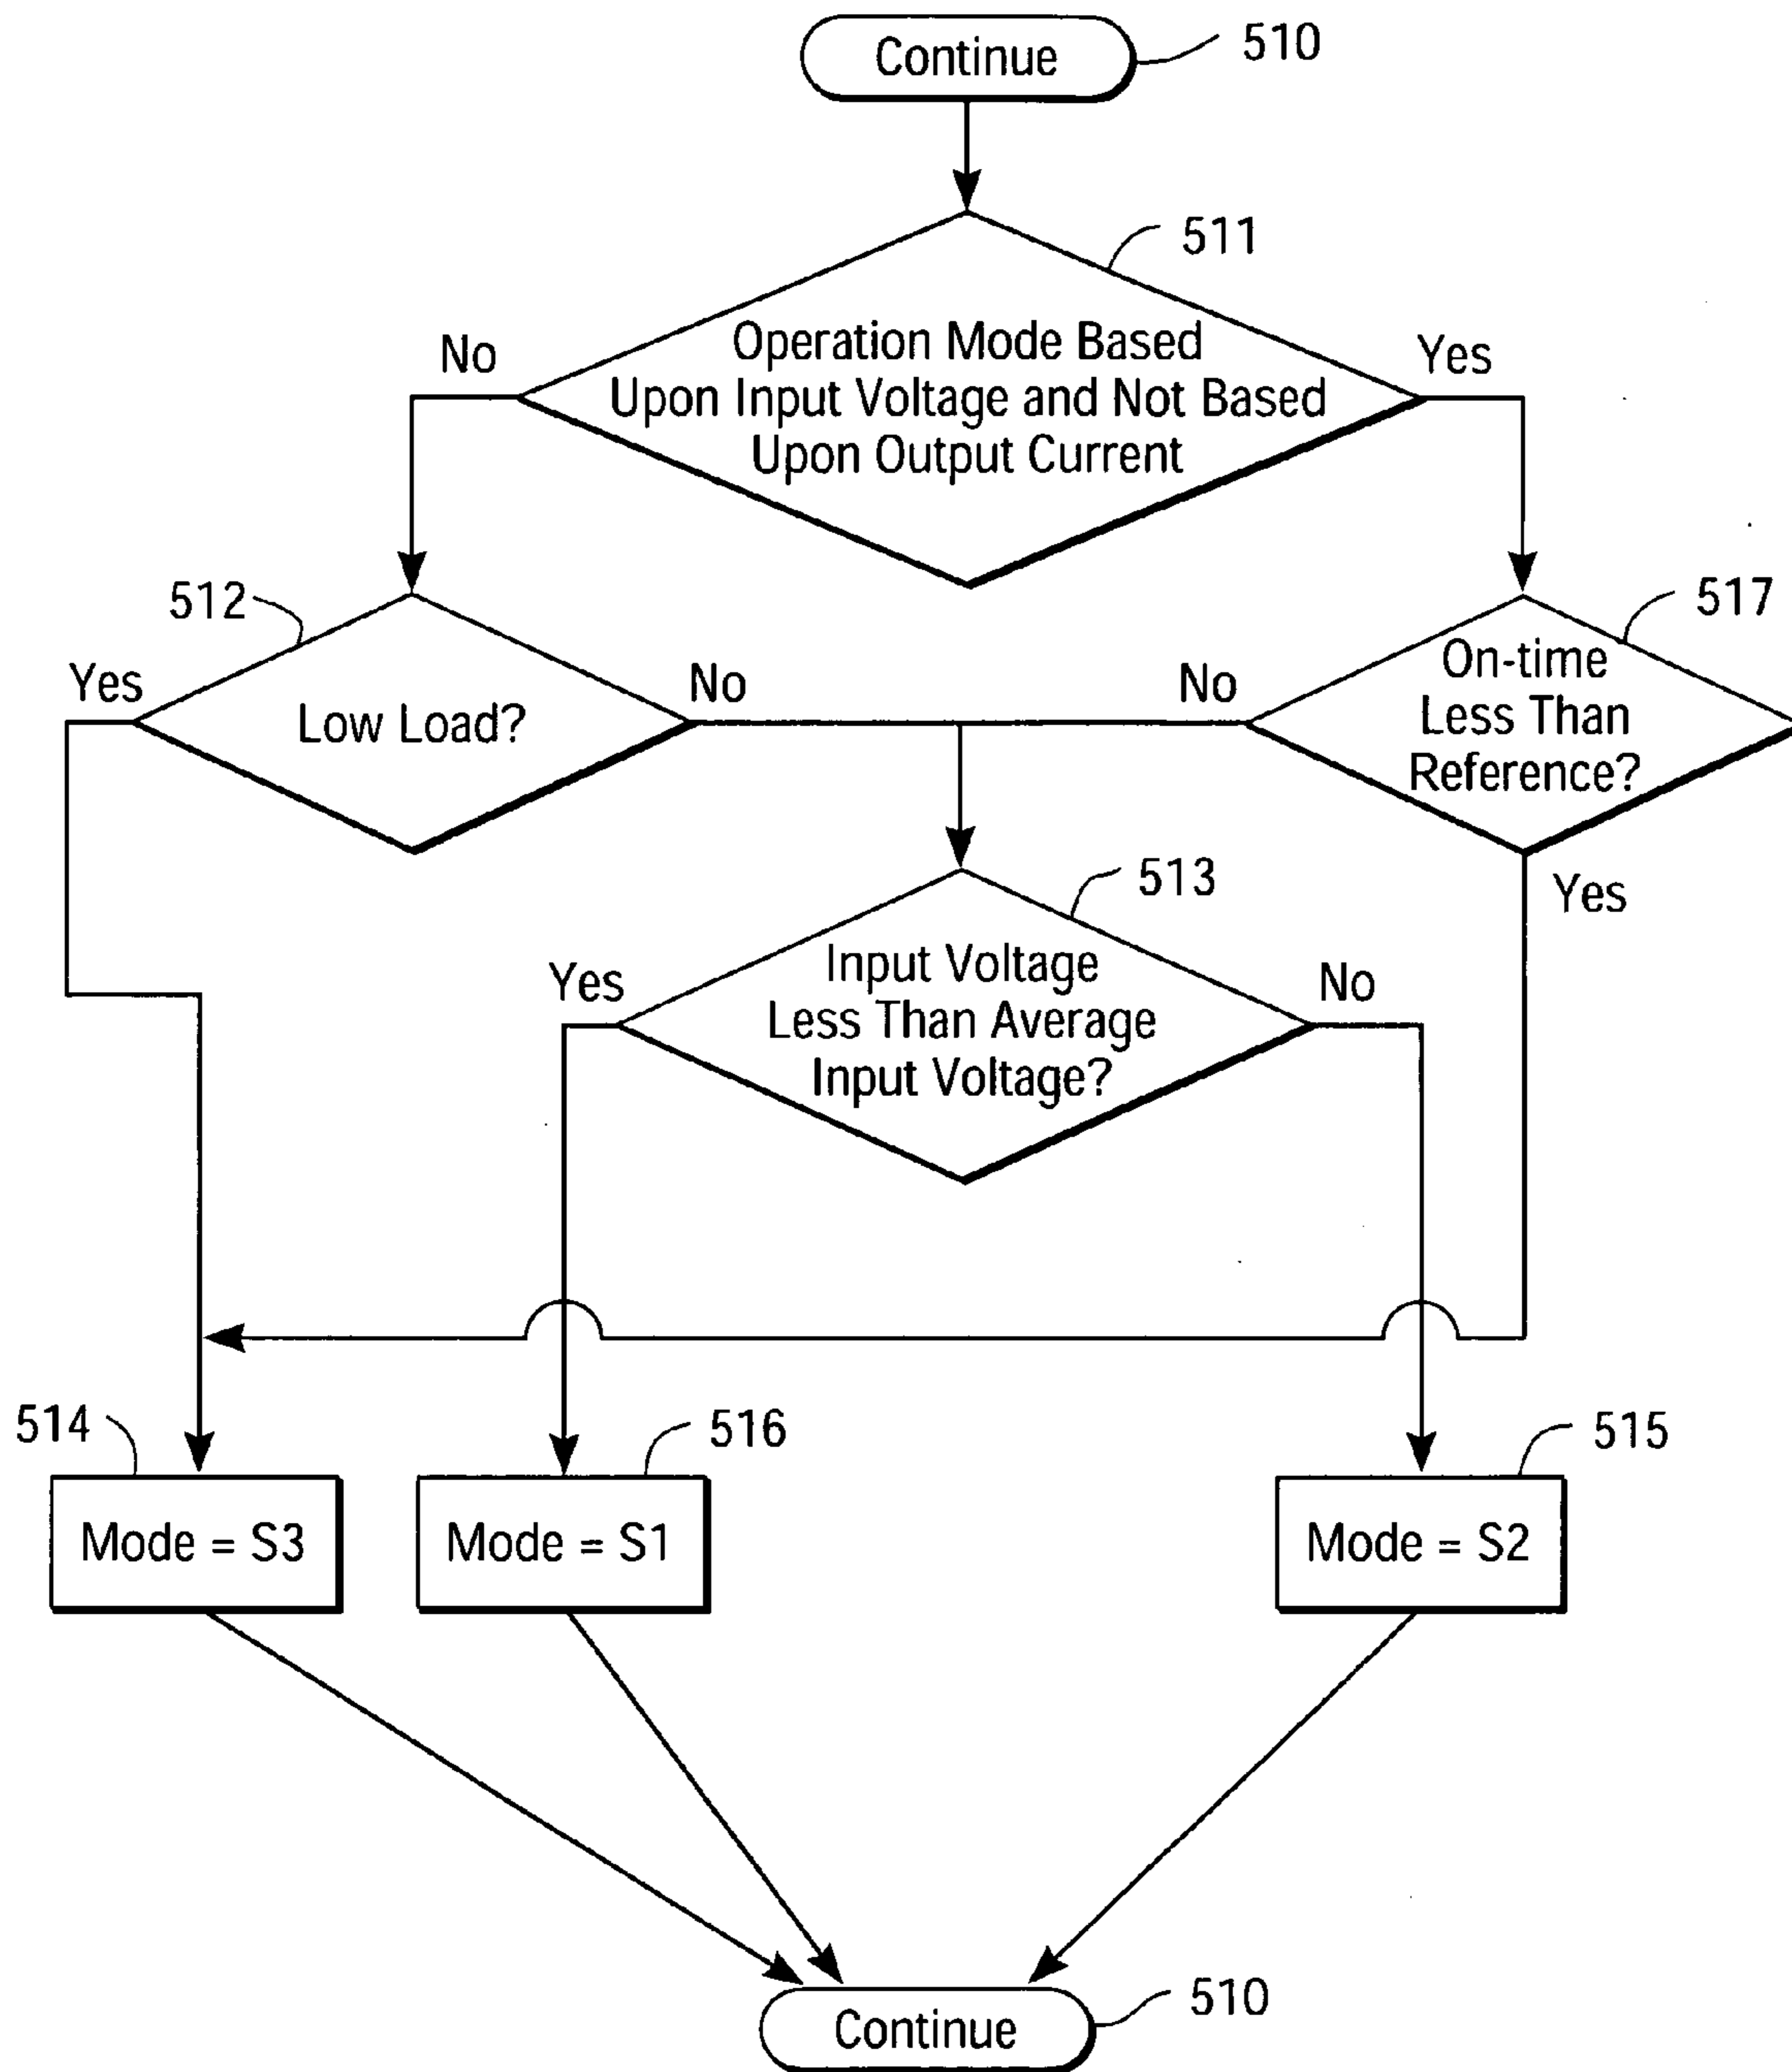 Continue
510
511
Operation Mode Based
Upon Input Voltage and Not Based
Upon Output Current
No
Yes
512
517
Yes
Low Load?
No
No
On-time
Less Than
Reference?
Yes
513
Yes
Input Voltage
Less Than Average
Input Voltage?
No
514
516
515
Mode = S3
Mode = S1
Mode = S2
Continue
510